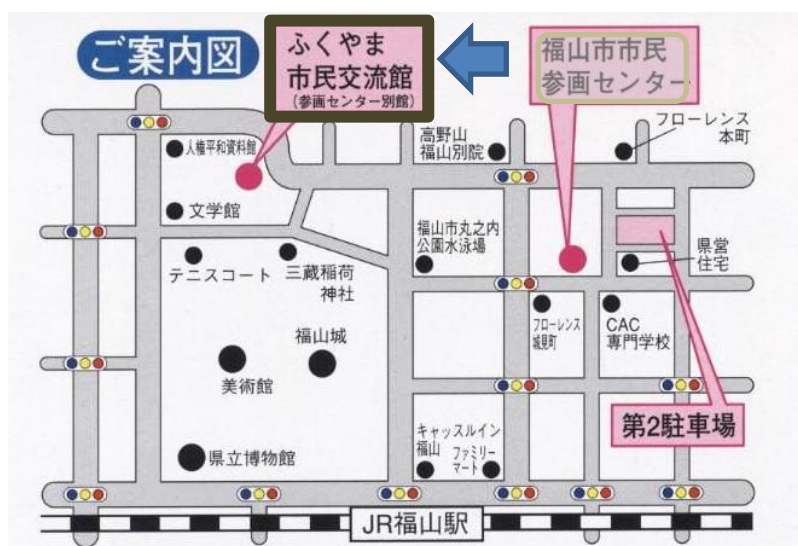 ご案内図
ふくやま
市民交流館
(参画センター別館)
福山市市民
参画センター
フローレンス
本町
高野山
福山別院
人権平和資料館
文学館
福山市丸之内
公園水泳場
県営
住宅
テニスコート
三蔵稲荷
神社
フローレンス
城見町
CAC
専門学校
福山城
美術館
第2駐車場
キャッスルイン
福山
ファミリー
マート
県立博物館
JR福山駅